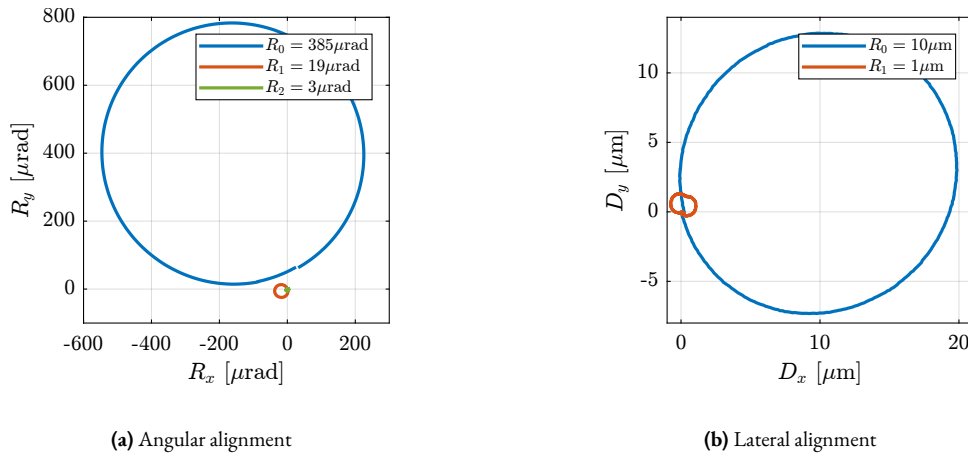 800
600
400
200
0
-600
-400
-200
0
200
R_y [μrad]
R_x [μrad]
R_0 = 385μrad
R_1 = 19μrad
R_2 = 3μrad
(a) Angular alignment
10
5
0
-5
0
10
20
D_y [μm]
D_x [μm]
R_0 = 10μm
R_1 = 1μm
(b) Lateral alignment